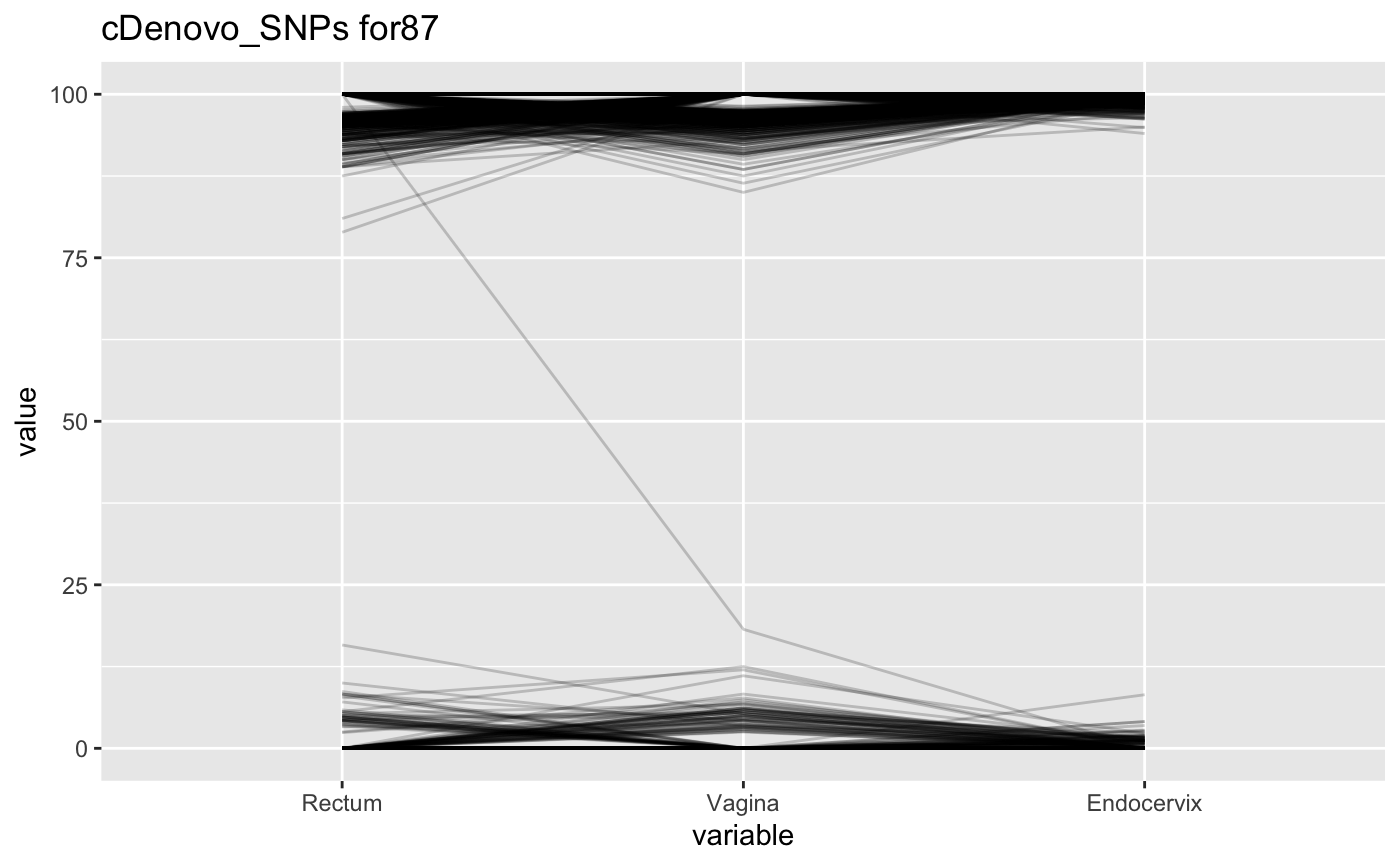 cDenovo_SNPs for87
100
75
50
25
0
value
Rectum
Vagina
Endocervix
variable